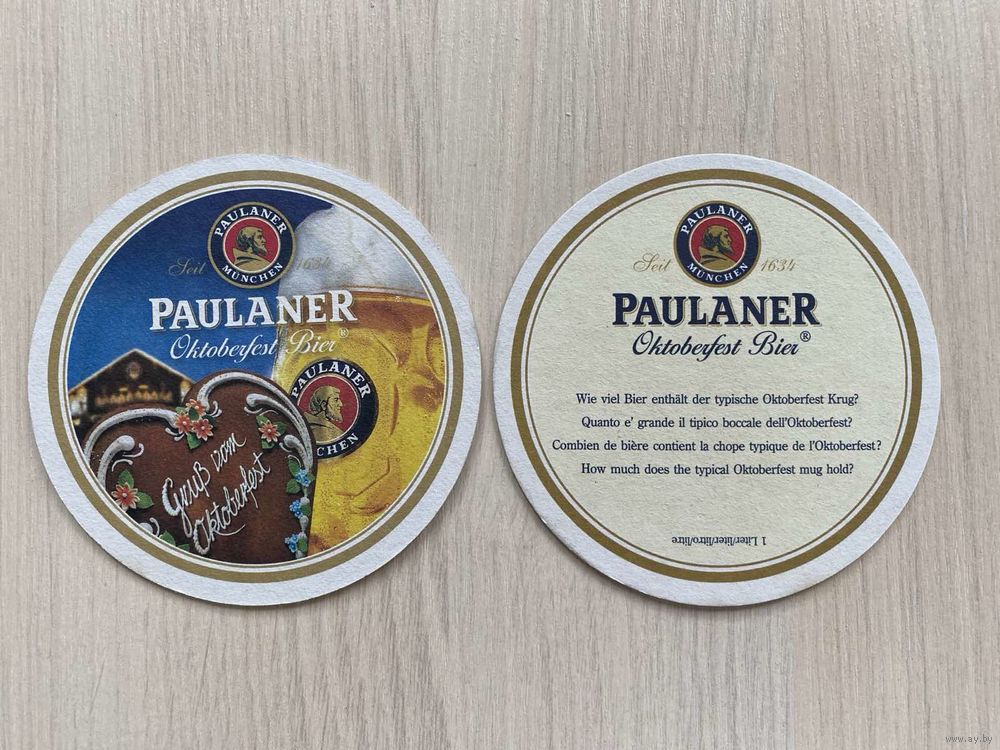 PAULANER
MÜNCHEN
Seit 1634
PAULANER
Oktoberfest Bier®
PAULANER
MÜNCHEN
Gruß vom
Oktoberfest
PAULANER
MÜNCHEN
Seit 1634
PAULANER
Oktoberfest Bier®
Wie viel Bier enthält der typische Oktoberfest Krug?
Quanto e' grande il tipico boccale dell'Oktoberfest?
Combien de bière contient la chope typique de l'Oktoberfest?
How much does the typical Oktoberfest mug hold?
1 Liter/liter/litro/litre
www.ay.by